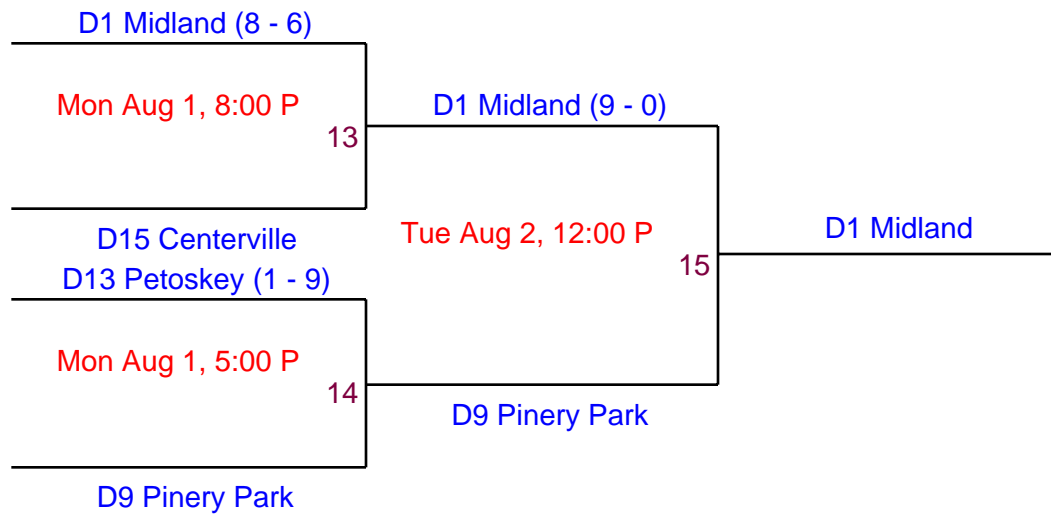 D1 Midland (8 - 6)
Mon Aug 1, 8:00 P
13
D15 Centerville
D13 Petoskey (1 - 9)
Mon Aug 1, 5:00 P
14
D9 Pinery Park
D1 Midland (9 - 0)
Tue Aug 2, 12:00 P
15
D9 Pinery Park
D1 Midland